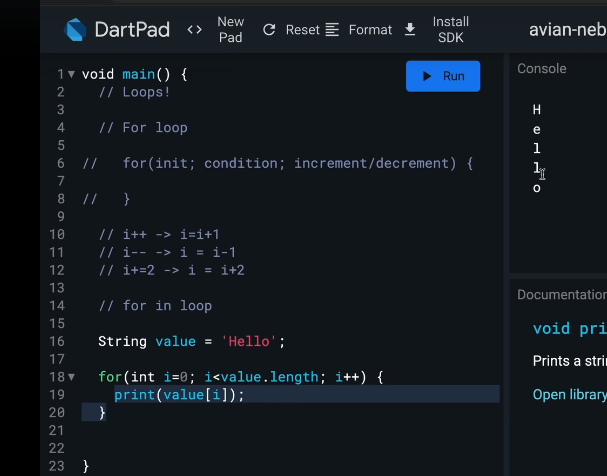 DartPad <> New Pad Reset Format Install SDK avian-neb
1 void main() {
2 // Loops!
3
4 // For loop
5
6 // for(init; condition; increment/decrement) {
7
8 // }
9
10 // i++ -> i=i+1
11 // i-- -> i = i-1
12 // i+=2 -> i = i+2
13
14 // for in loop
15
16 String value = 'Hello';
17
18 for(int i=0; i<value.length; i++) {
19 print(value[i]);
20 }
21
22
23 }
Run
Console
H
e
l
l
o
Documentation
void pri
Prints a stri
Open library